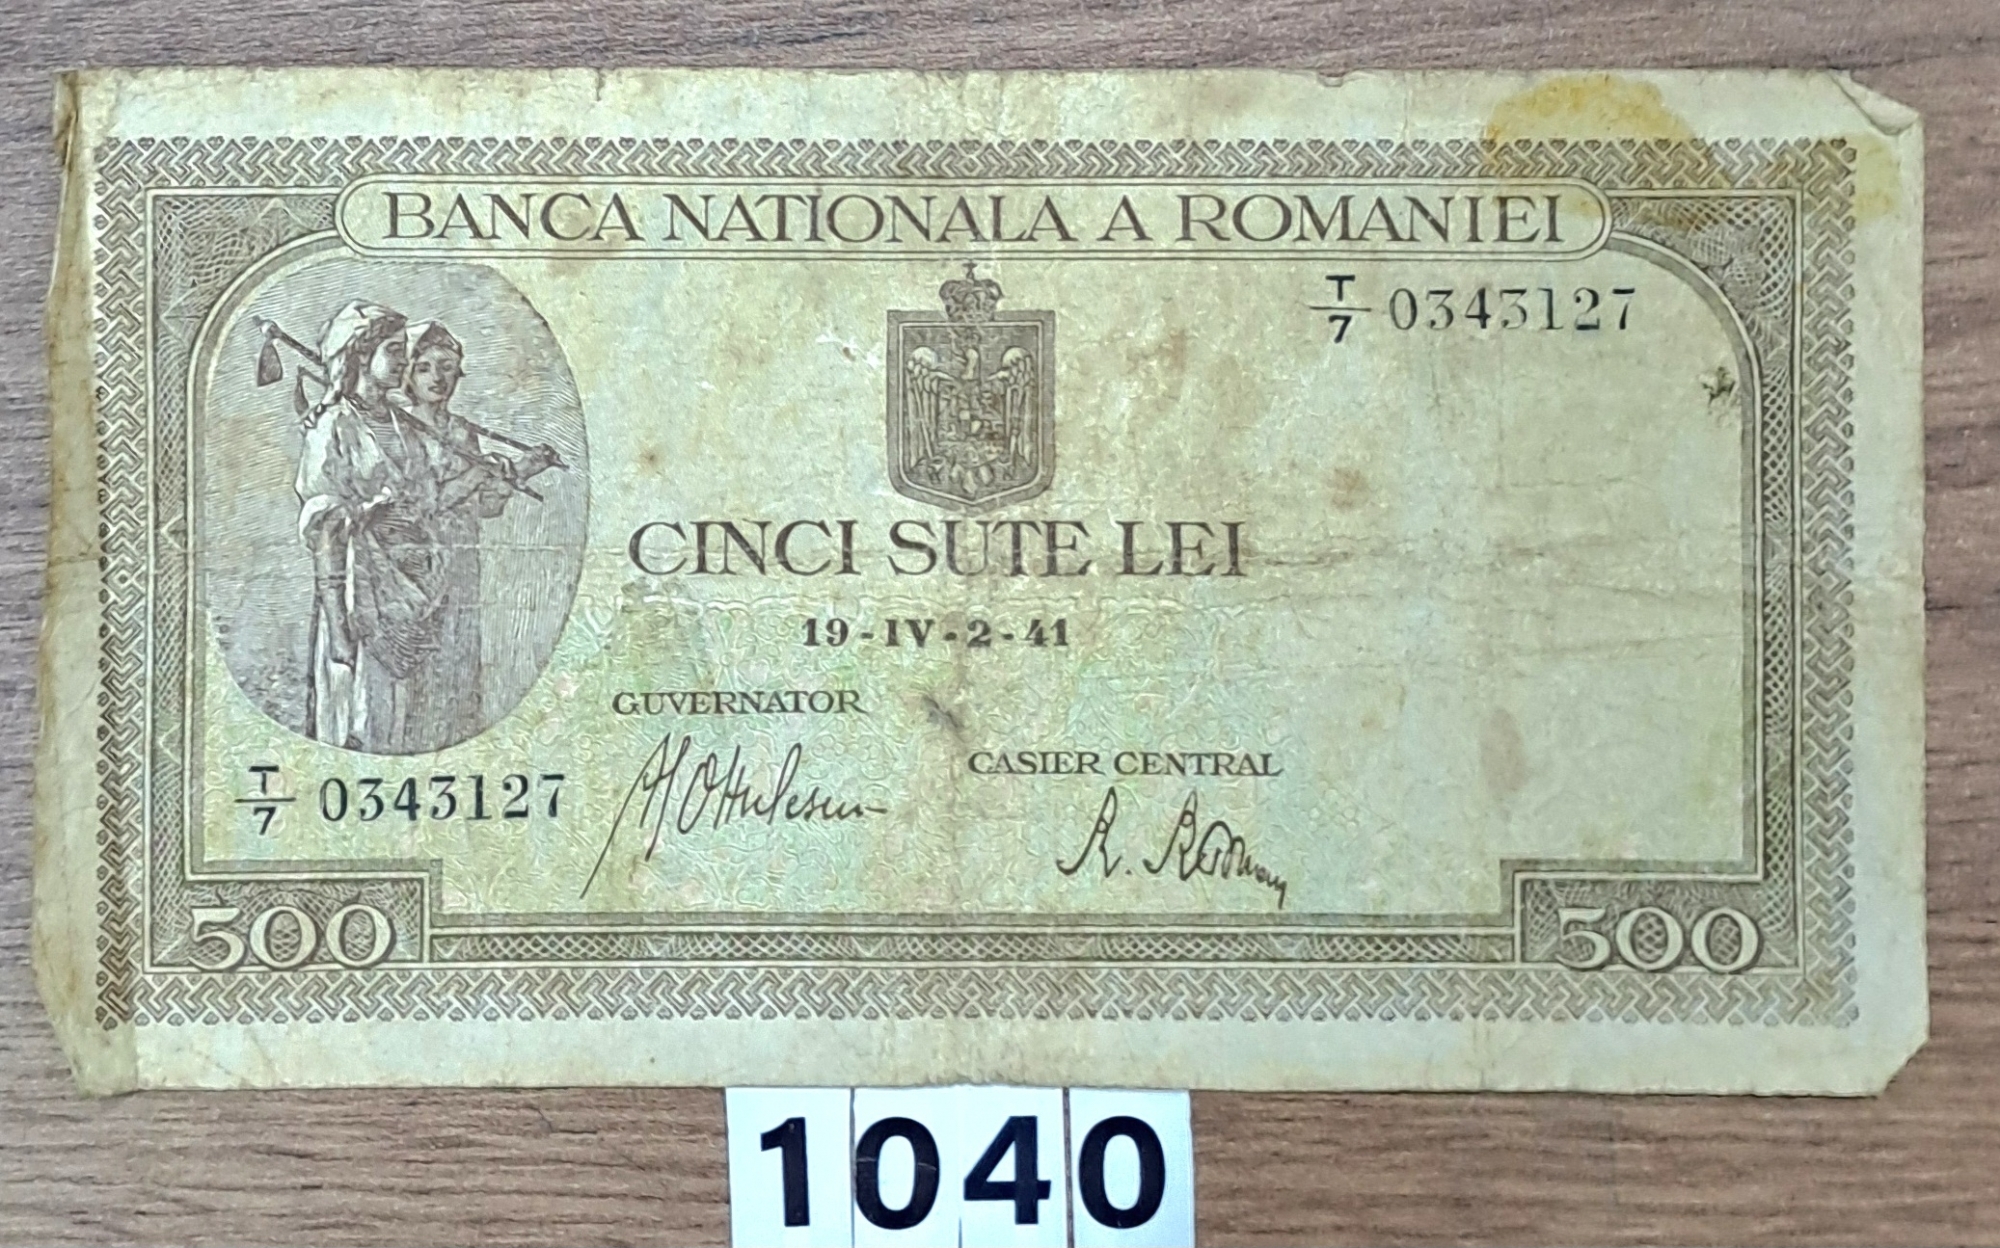 BANCA NATIONALA A ROMANIEI
T/7 0343127
CINCI SUTE LEI
19-IV-2-41
GUVERNATOR
CASIER CENTRAL
T/7 0343127
500 500
1040